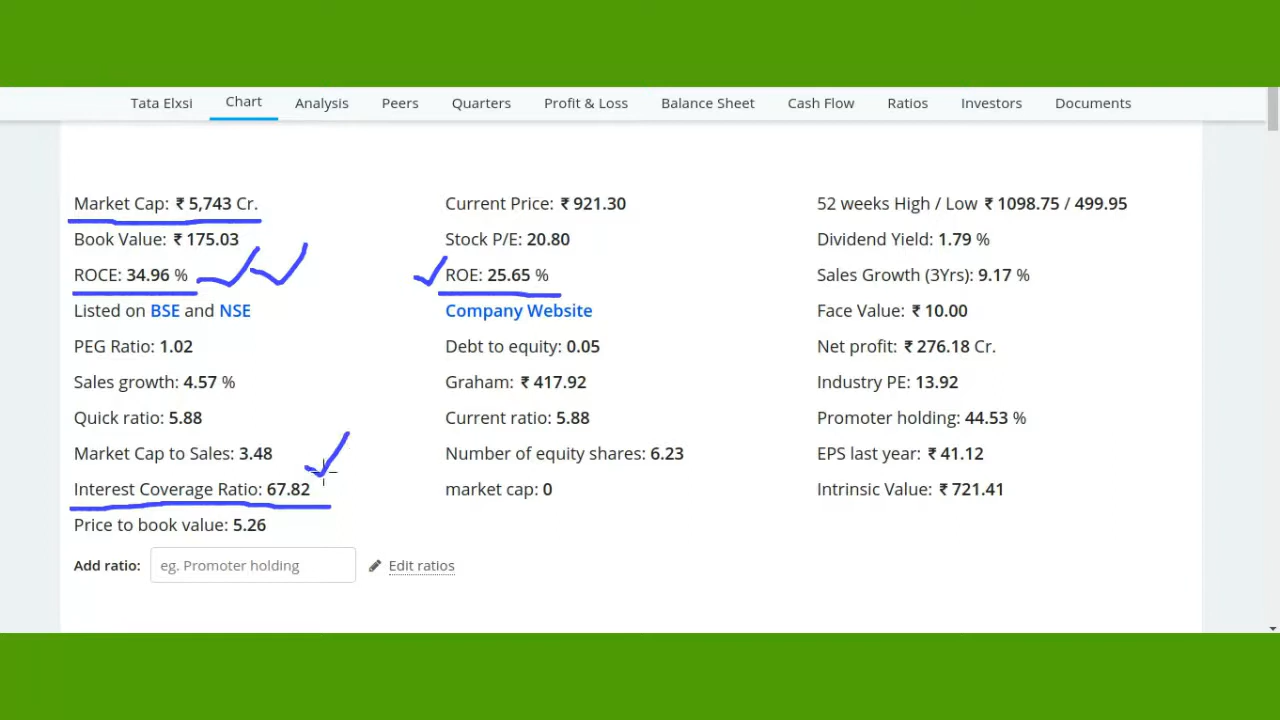 Tata Elxsi Chart Analysis Peers Quarters Profit & Loss Balance Sheet Cash Flow Ratios Investors Documents
Market Cap: ₹ 5,743 Cr. Current Price: ₹ 921.30 52 weeks High / Low ₹ 1098.75 / 499.95
Book Value: ₹ 175.03 Stock P/E: 20.80 Dividend Yield: 1.79 %
ROCE: 34.96 % ROE: 25.65 % Sales Growth (3Yrs): 9.17 %
Listed on BSE and NSE Company Website Face Value: ₹ 10.00
PEG Ratio: 1.02 Debt to equity: 0.05 Net profit: ₹ 276.18 Cr.
Sales growth: 4.57 % Graham: ₹ 417.92 Industry PE: 13.92
Quick ratio: 5.88 Current ratio: 5.88 Promoter holding: 44.53 %
Market Cap to Sales: 3.48 Number of equity shares: 6.23 EPS last year: ₹ 41.12
Interest Coverage Ratio: 67.82 market cap: 0 Intrinsic Value: ₹ 721.41
Price to book value: 5.26
Add ratio: eg. Promoter holding Edit ratios